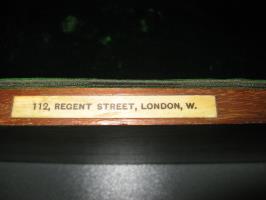 112, REGENT STREET, LONDON, W.